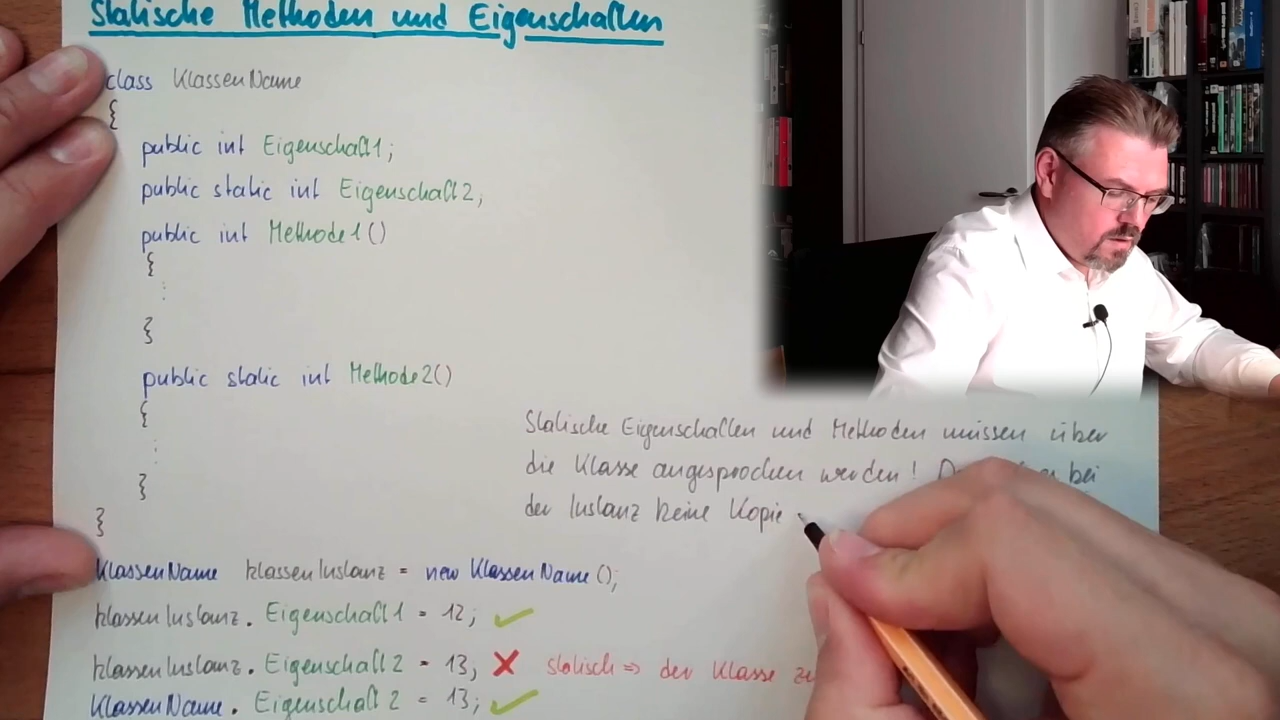 Statische Methoden und Eigenschaften
class KlassenName
{
public int Eigenschaft1;
public static int Eigenschaft2;
public int Methode1()
{
⋮
}
public static int Methode2()
{
⋮
}
}
Statische Eigenschaften und Methoden müssen über
die Klasse angesprochen werden! bei
der Instanz keine Kopie
KlassenName klassenInstanz = new KlassenName();
klassenInstanz. Eigenschaft1 = 12; ✓
klassenInstanz. Eigenschaft2 = 13; ✗ statisch => der Klasse
KlassenName. Eigenschaft2 = 13; ✓